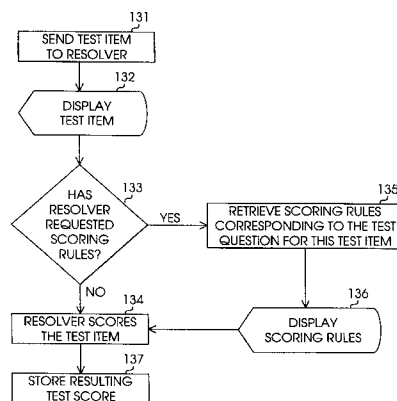 131
SEND TEST ITEM
TO RESOLVER
132
DISPLAY
TEST ITEM
133
HAS
RESOLVER
REQUESTED
SCORING
RULES?
YES
135
RETRIEVE SCORING RULES
CORRESPONDING TO THE TEST
QUESTION FOR THIS TEST ITEM
NO
134
RESOLVER SCORES
THE TEST ITEM
136
DISPLAY
SCORING RULES
137
STORE RESULTING
TEST SCORE